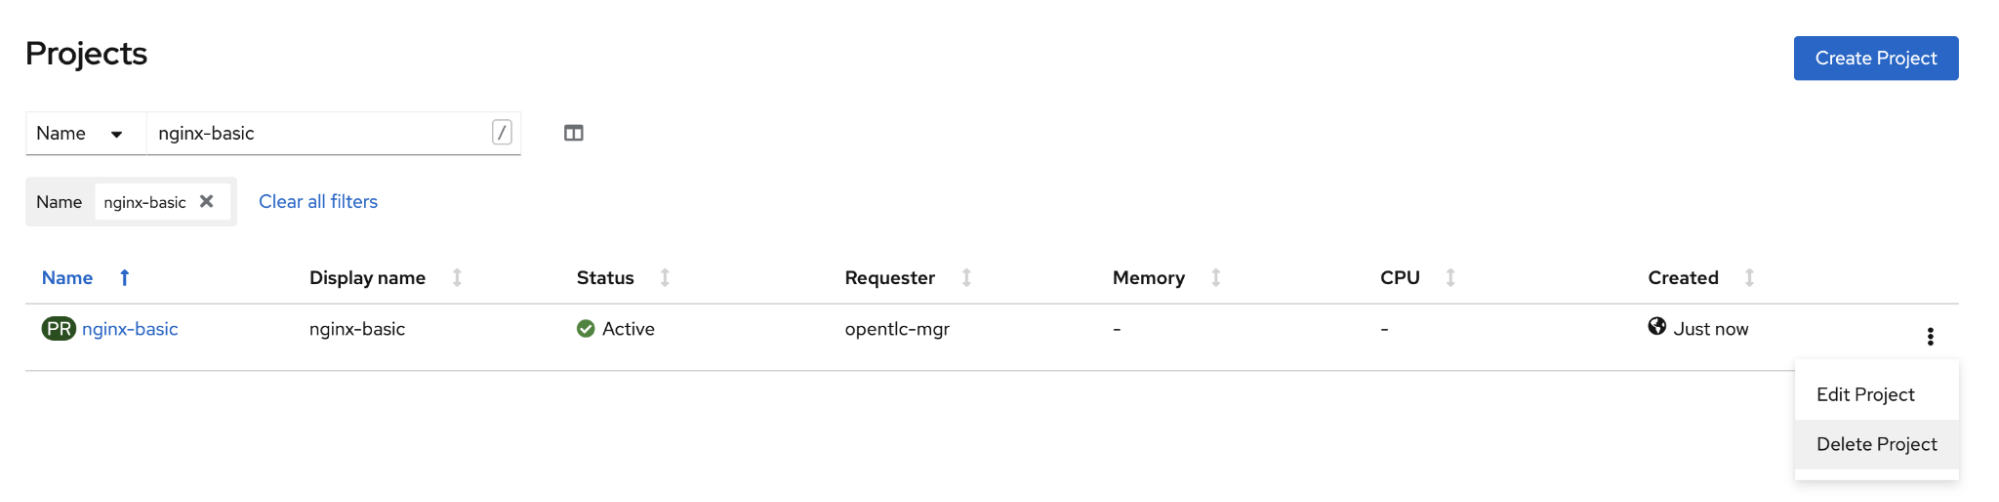 Projects
Create Project
Name nginx-basic /
Name nginx-basic Clear all filters
Name Display name Status Requester Memory CPU Created
PR nginx-basic nginx-basic Active opentlc-mgr - - Just now
Edit Project
Delete Project